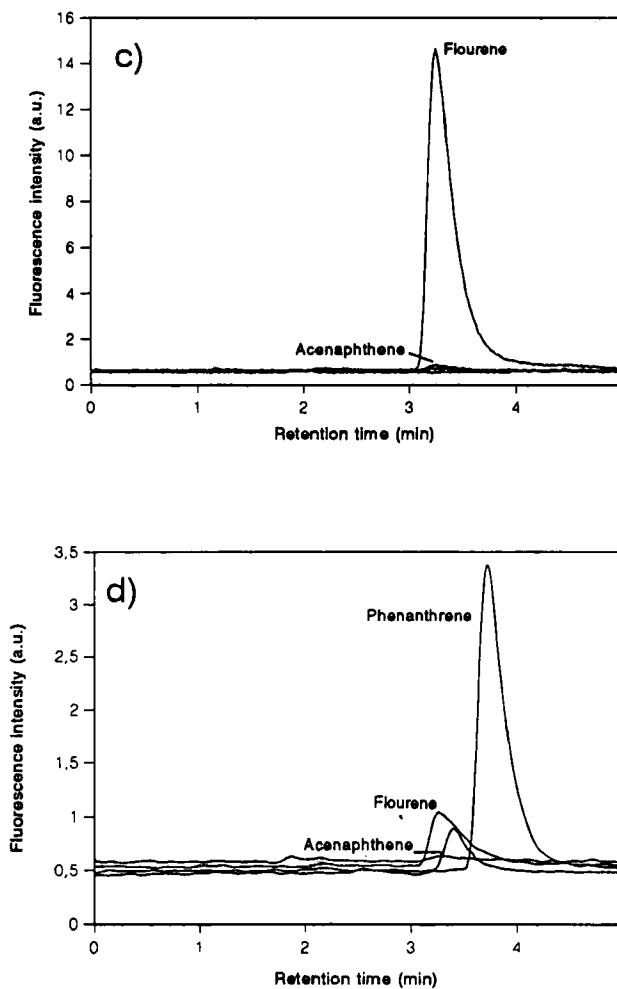 c)
Flourene
Acenaphthene
16
14
12
10
8
6
4
2
0
Fluorescence intensity (a.u.)
0 1 2 3 4
Retention time (min)
d)
Phenanthrene
Flourene
Acenaphthene
3,5
3
2,5
2
1,5
1
0,5
0
Fluorescence intensity (a.u.)
0 1 2 3 4
Retention time (min)